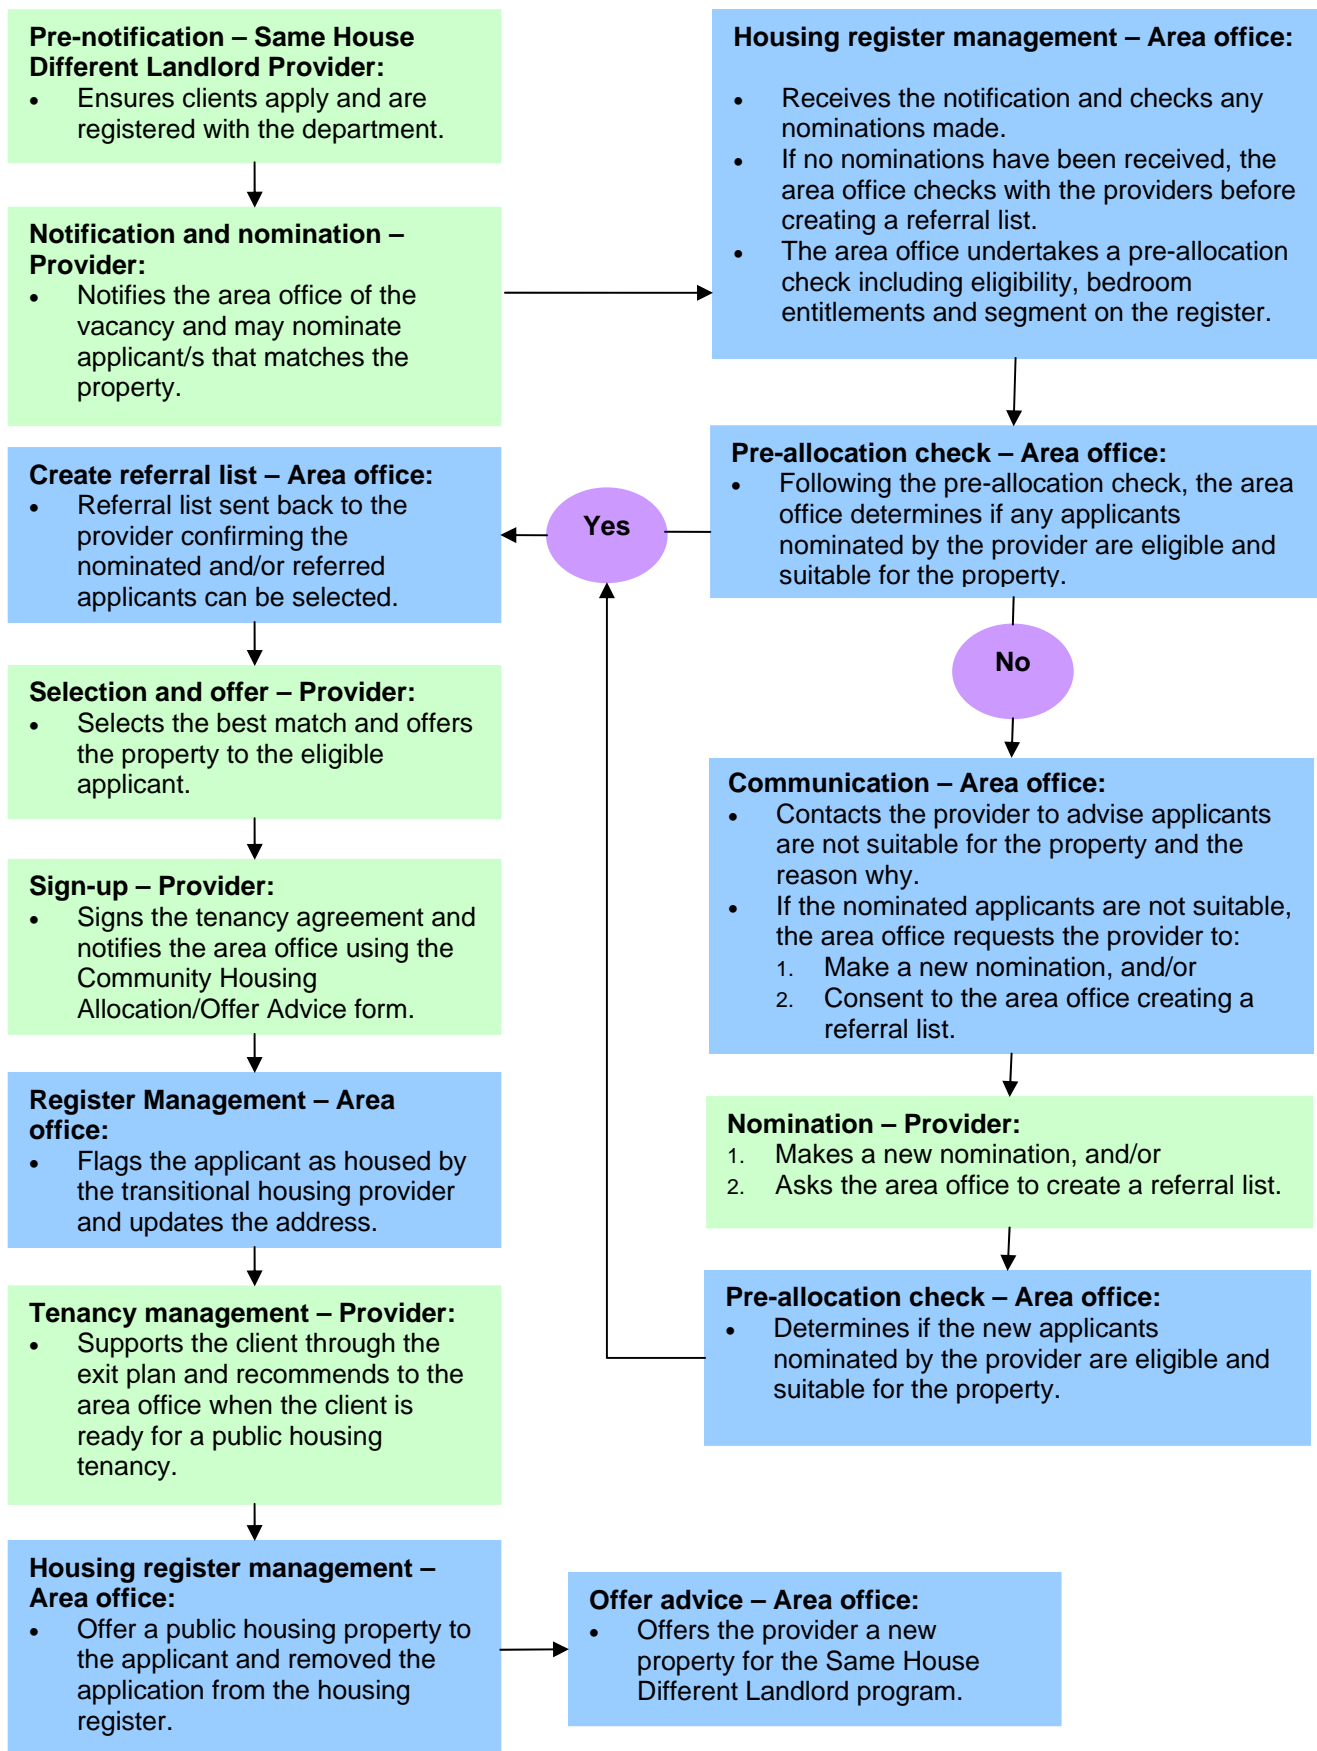 Pre-notification – Same House
Different Landlord Provider:
• Ensures clients apply and are
registered with the department.
Notification and nomination –
Provider:
• Notifies the area office of the
vacancy and may nominate
applicant/s that matches the
property.
Housing register management – Area office:
• Receives the notification and checks any
nominations made.
• If no nominations have been received, the
area office checks with the providers before
creating a referral list.
• The area office undertakes a pre-allocation
check including eligibility, bedroom
entitlements and segment on the register.
Pre-allocation check – Area office:
• Following the pre-allocation check, the area
office determines if any applicants
nominated by the provider are eligible and
suitable for the property.
Yes
No
Create referral list – Area office:
• Referral list sent back to the
provider confirming the
nominated and/or referred
applicants can be selected.
Selection and offer – Provider:
• Selects the best match and offers
the property to the eligible
applicant.
Sign-up – Provider:
• Signs the tenancy agreement and
notifies the area office using the
Community Housing
Allocation/Offer Advice form.
Register Management – Area
office:
• Flags the applicant as housed by
the transitional housing provider
and updates the address.
Tenancy management – Provider:
• Supports the client through the
exit plan and recommends to the
area office when the client is
ready for a public housing
tenancy.
Housing register management –
Area office:
• Offer a public housing property to
the applicant and removed the
application from the housing
register.
Communication – Area office:
• Contacts the provider to advise applicants
are not suitable for the property and the
reason why.
• If the nominated applicants are not suitable,
the area office requests the provider to:
1. Make a new nomination, and/or
2. Consent to the area office creating a
referral list.
Nomination – Provider:
1. Makes a new nomination, and/or
2. Asks the area office to create a referral list.
Pre-allocation check – Area office:
• Determines if the new applicants
nominated by the provider are eligible and
suitable for the property.
Offer advice – Area office:
• Offers the provider a new
property for the Same House
Different Landlord program.